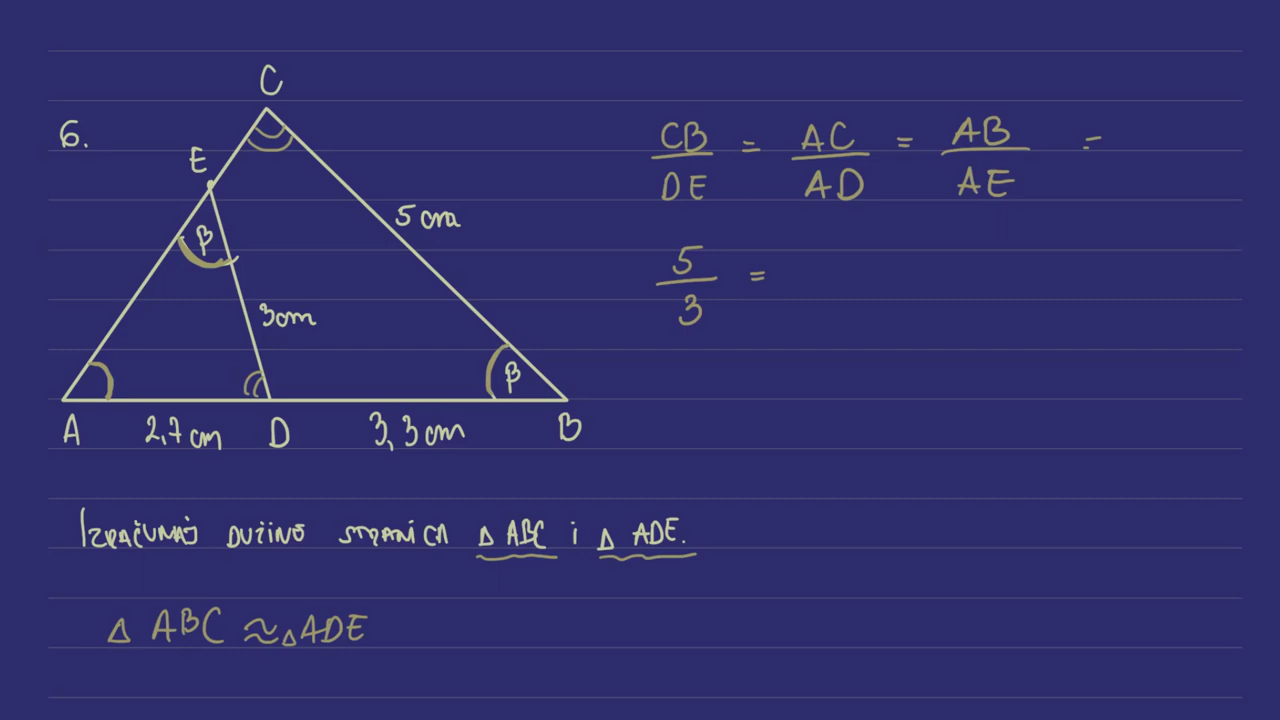 6.
C
E
β
5 cm
3cm
β
A 2,7 cm D 3,3 cm B
CB/DE = AC/AD = AB/AE =
5/3 =
IZRAČUNAJ DUŽINE STRANICA Δ ABC i Δ ADE.
Δ ABC ≈ Δ ADE